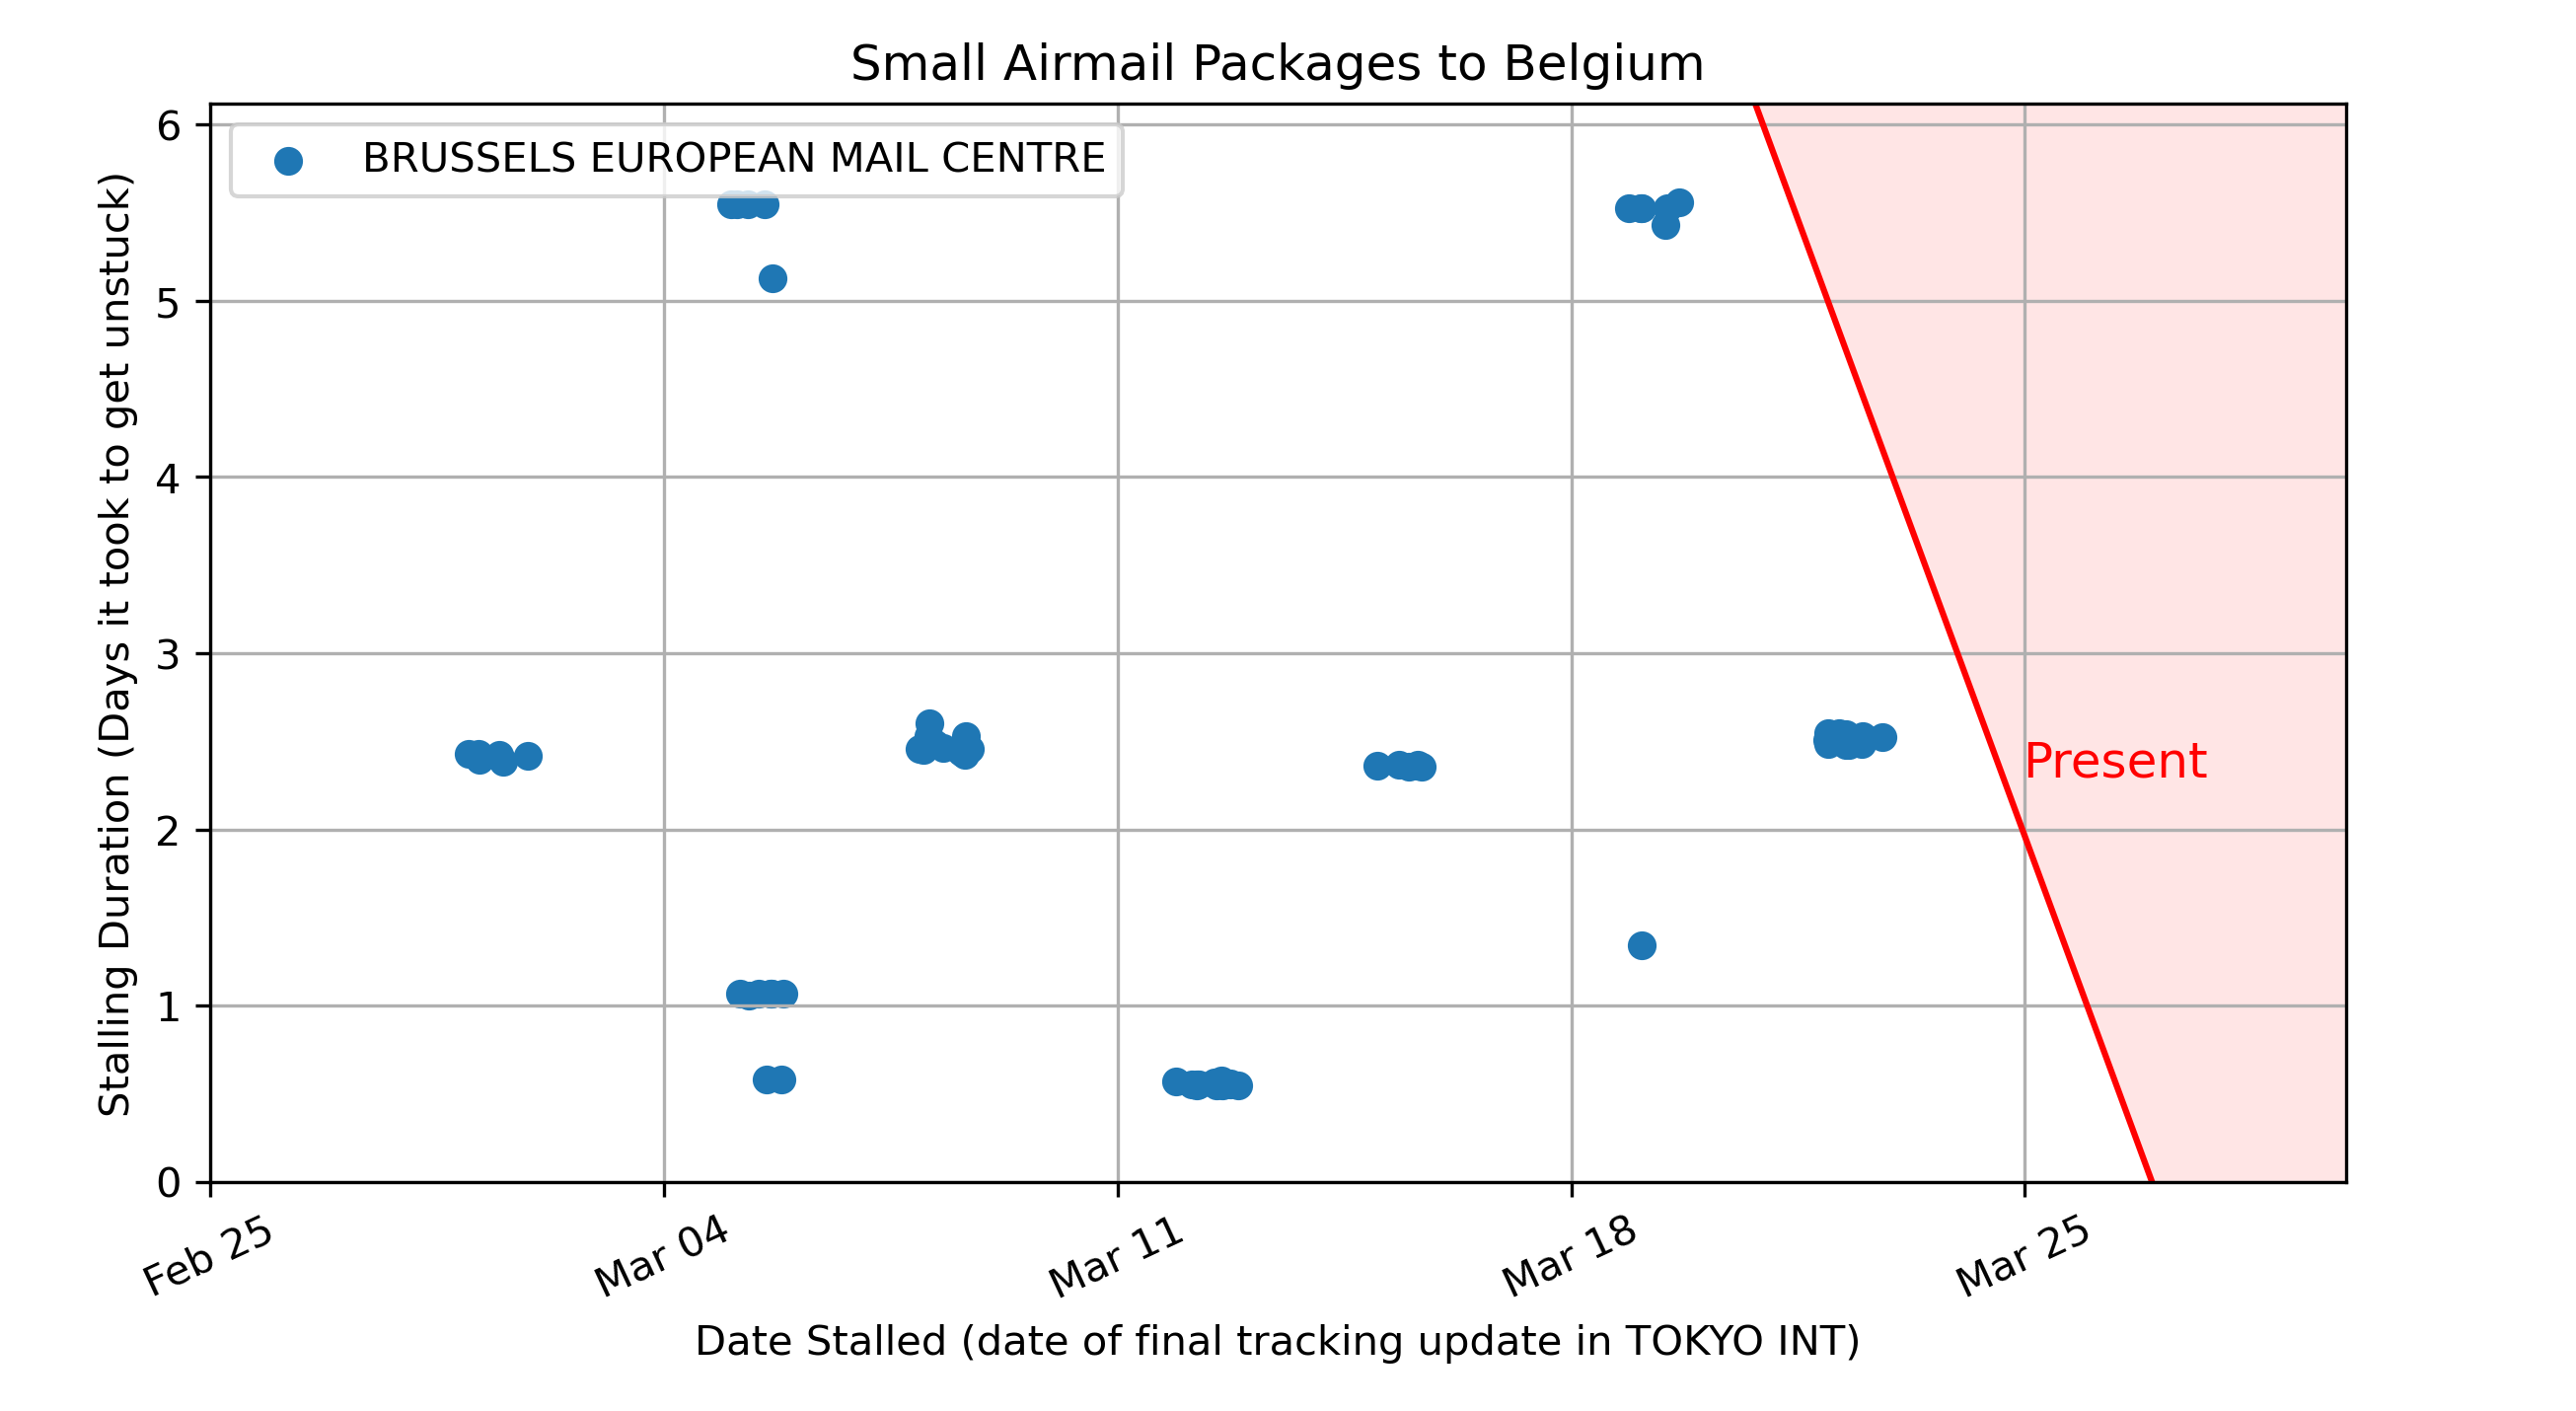 Small Airmail Packages to Belgium
BRUSSELS EUROPEAN MAIL CENTRE
Stalling Duration (Days it took to get unstuck)
6
5
4
3
2
1
0
Present
Feb 25
Mar 04
Mar 11
Mar 18
Mar 25
Date Stalled (date of final tracking update in TOKYO INT)